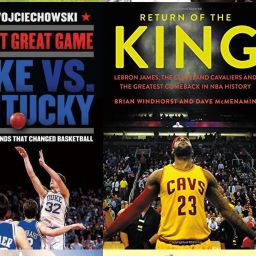 WOJCIECHOWSKI
T GREAT GAME
KE VS.
TUCKY
NDS THAT CHANGED BASKETBALL
DUKE
32
RETURN OF THE
KING
LEBRON JAMES, THE CLEVELAND CAVALIERS AND
THE GREATEST COMEBACK IN NBA HISTORY
BRIAN WINDHORST AND DAVE McMENAMIN
CAVS
23